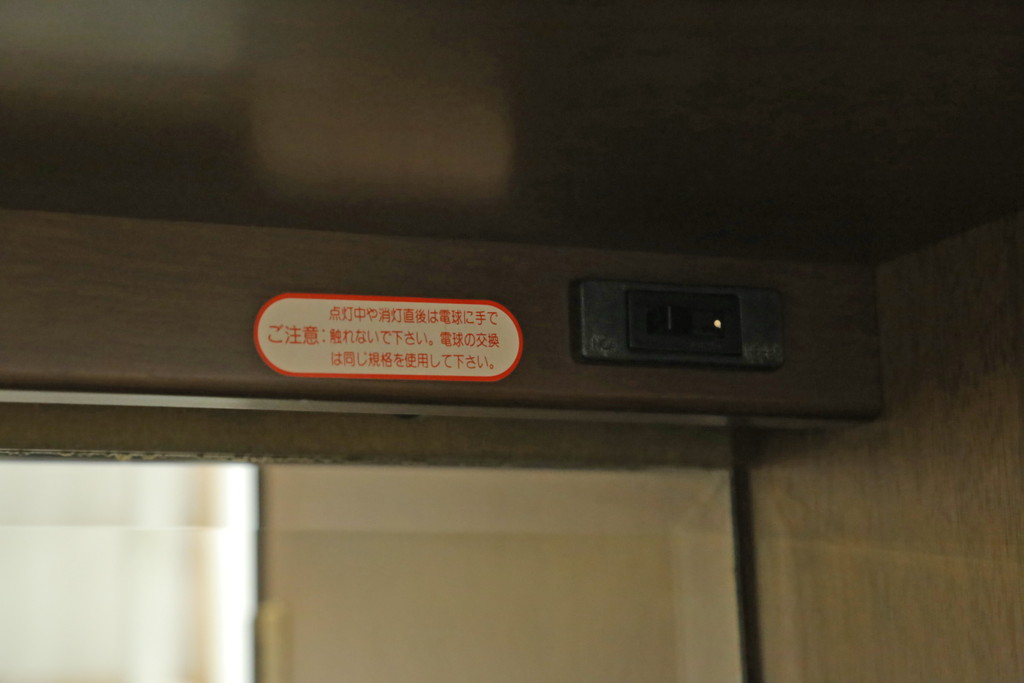 点灯中や消灯直後は電球に手で
ご注意：触れないで下さい。電球の交換
は同じ規格を使用して下さい。